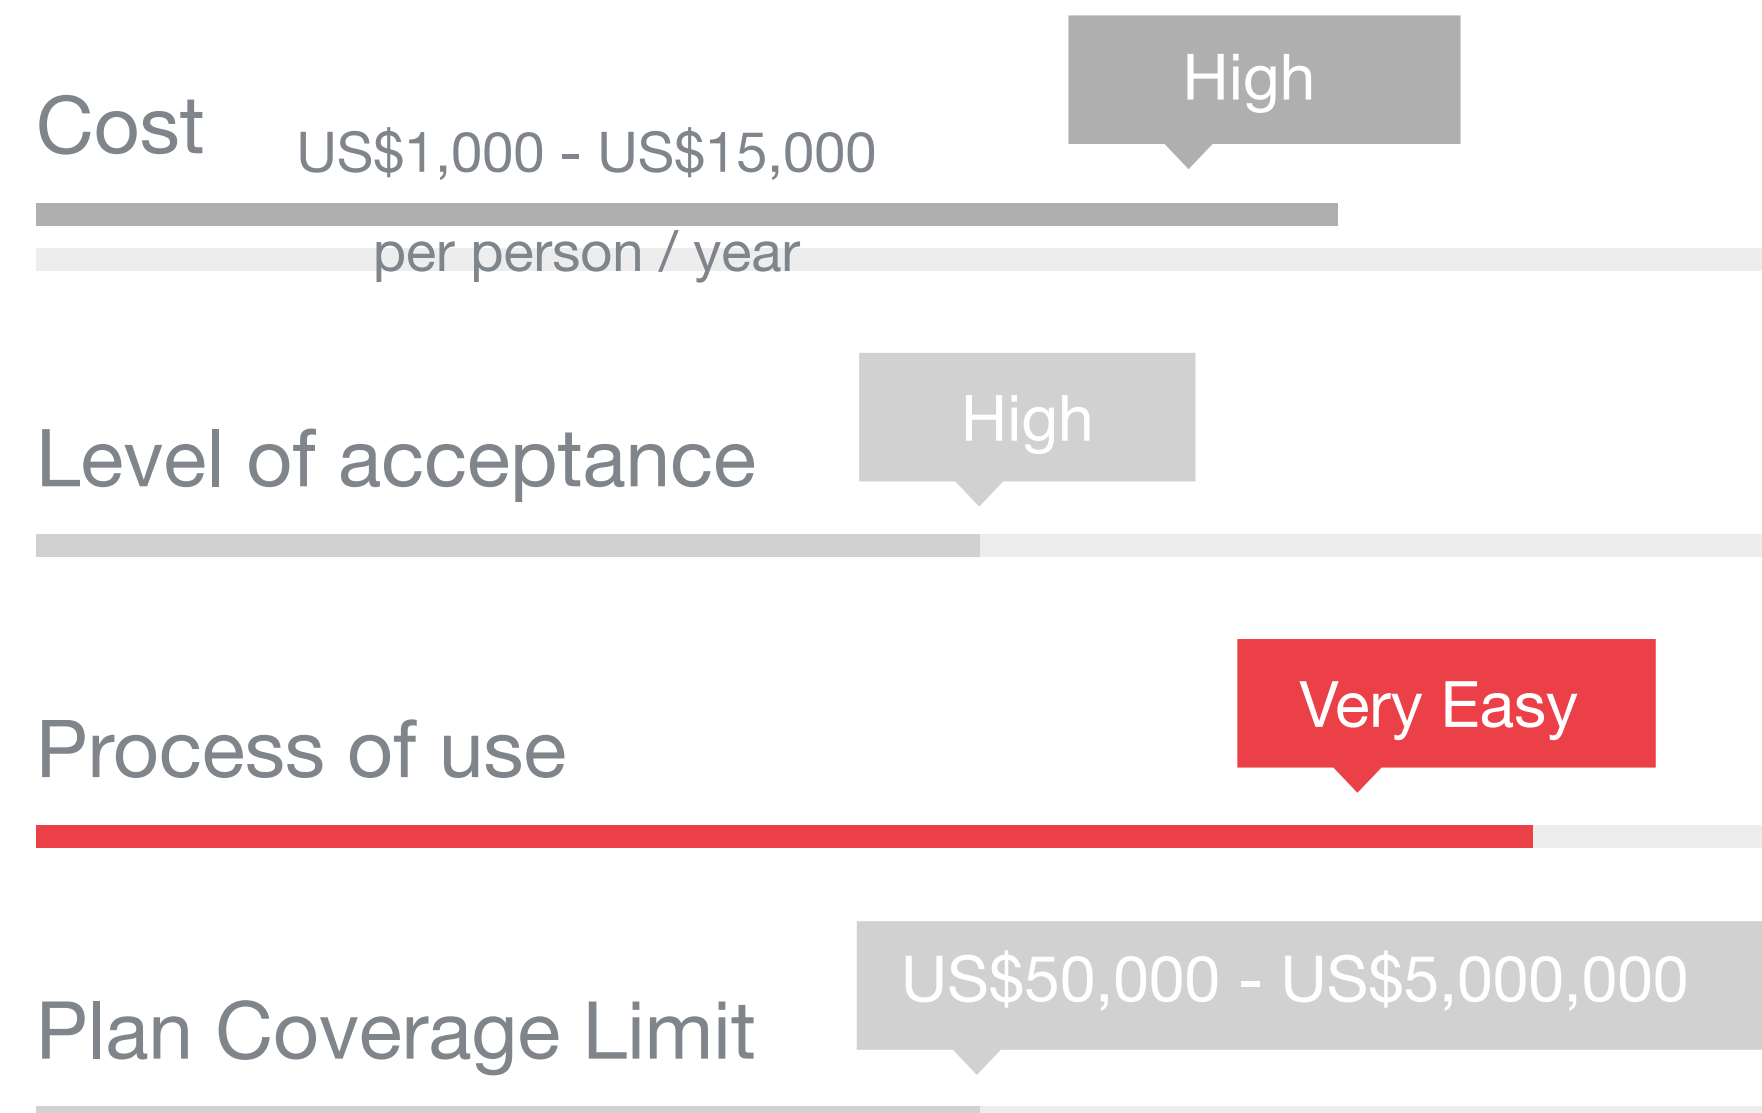 High
Cost
US$1,000 - US$15,000
per person / year
High
Level of acceptance
Very Easy
Process of use
US$50,000 - US$5,000,000
Plan Coverage Limit